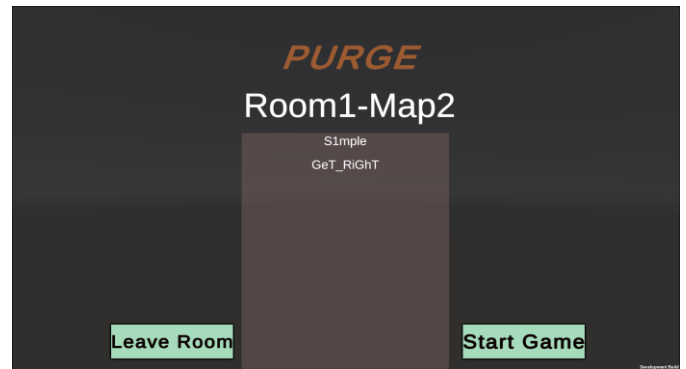 PURGE
Room1-Map2
S1mple
GeT_RiGhT
Leave Room
Start Game
Development Build